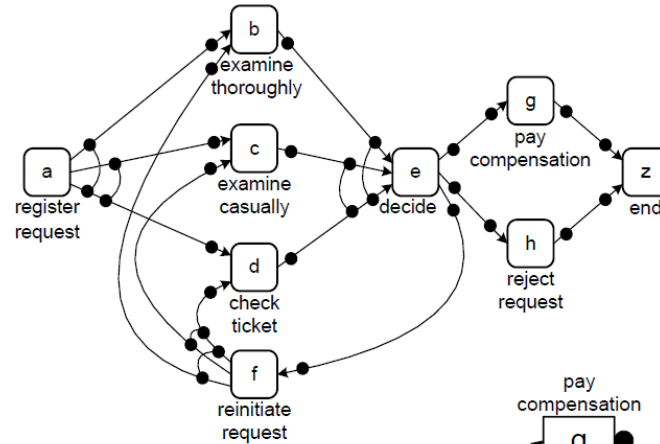 b
examine
thoroughly
g
pay
compensation
a
register
request
c
examine
casually
e
decide
z
end
h
reject
request
d
check
ticket
f
reinitiate
request
pay
compensation
g